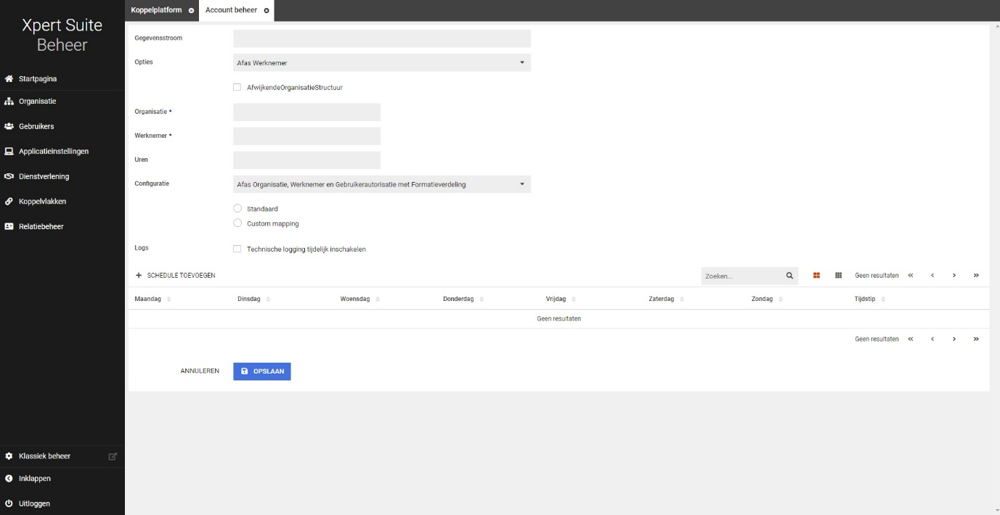 Koppelplatform
Account beheer
Xpert Suite
Beheer
Startpagina
Organisatie
Gebruikers
Applicatieinstellingen
Dienstverlening
Koppelvlakken
Relatiebeheer
Klassiek beheer
Inklappen
Uitloggen
Gegevensstroom
Opties
Afas Werknemer
AfwijkendeOrganisatieStructuur
Organisatie *
Werknemer *
Uren
Configuratie
Afas Organisatie, Werknemer en Gebruikerautorisatie met Formatieverdeling
Standaard
Custom mapping
Logs
Technische logging tijdelijk inschakelen
+ SCHEDULE TOEVOEGEN
Zoeken...
Geen resultaten « ‹ › »
Maandag Dinsdag Woensdag Donderdag Vrijdag Zaterdag Zondag Tijdstip
Geen resultaten
Geen resultaten « ‹ › »
ANNULEREN
OPSLAAN